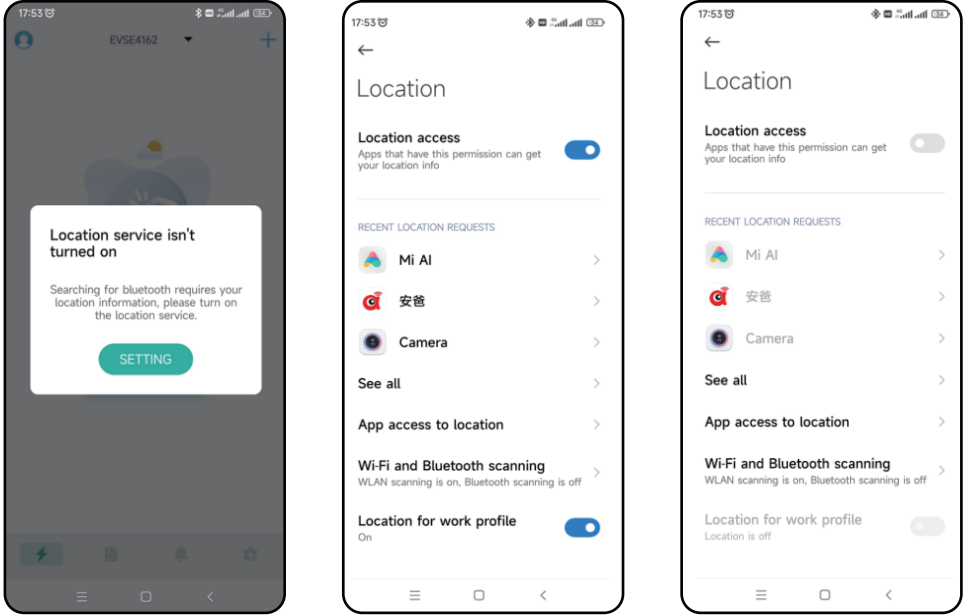 17:53
EVSE4162
Location service isn't
turned on
Searching for bluetooth requires your
location information, please turn on
the location service.
SETTING
17:53
Location
Location access
Apps that have this permission can get
your location info
RECENT LOCATION REQUESTS
Mi AI
安爸
Camera
See all
App access to location
Wi-Fi and Bluetooth scanning
WLAN scanning is on, Bluetooth scanning is off
Location for work profile
On
17:53
Location
Location access
Apps that have this permission can get
your location info
RECENT LOCATION REQUESTS
Mi AI
安爸
Camera
See all
App access to location
Wi-Fi and Bluetooth scanning
WLAN scanning is on, Bluetooth scanning is off
Location for work profile
Location is off